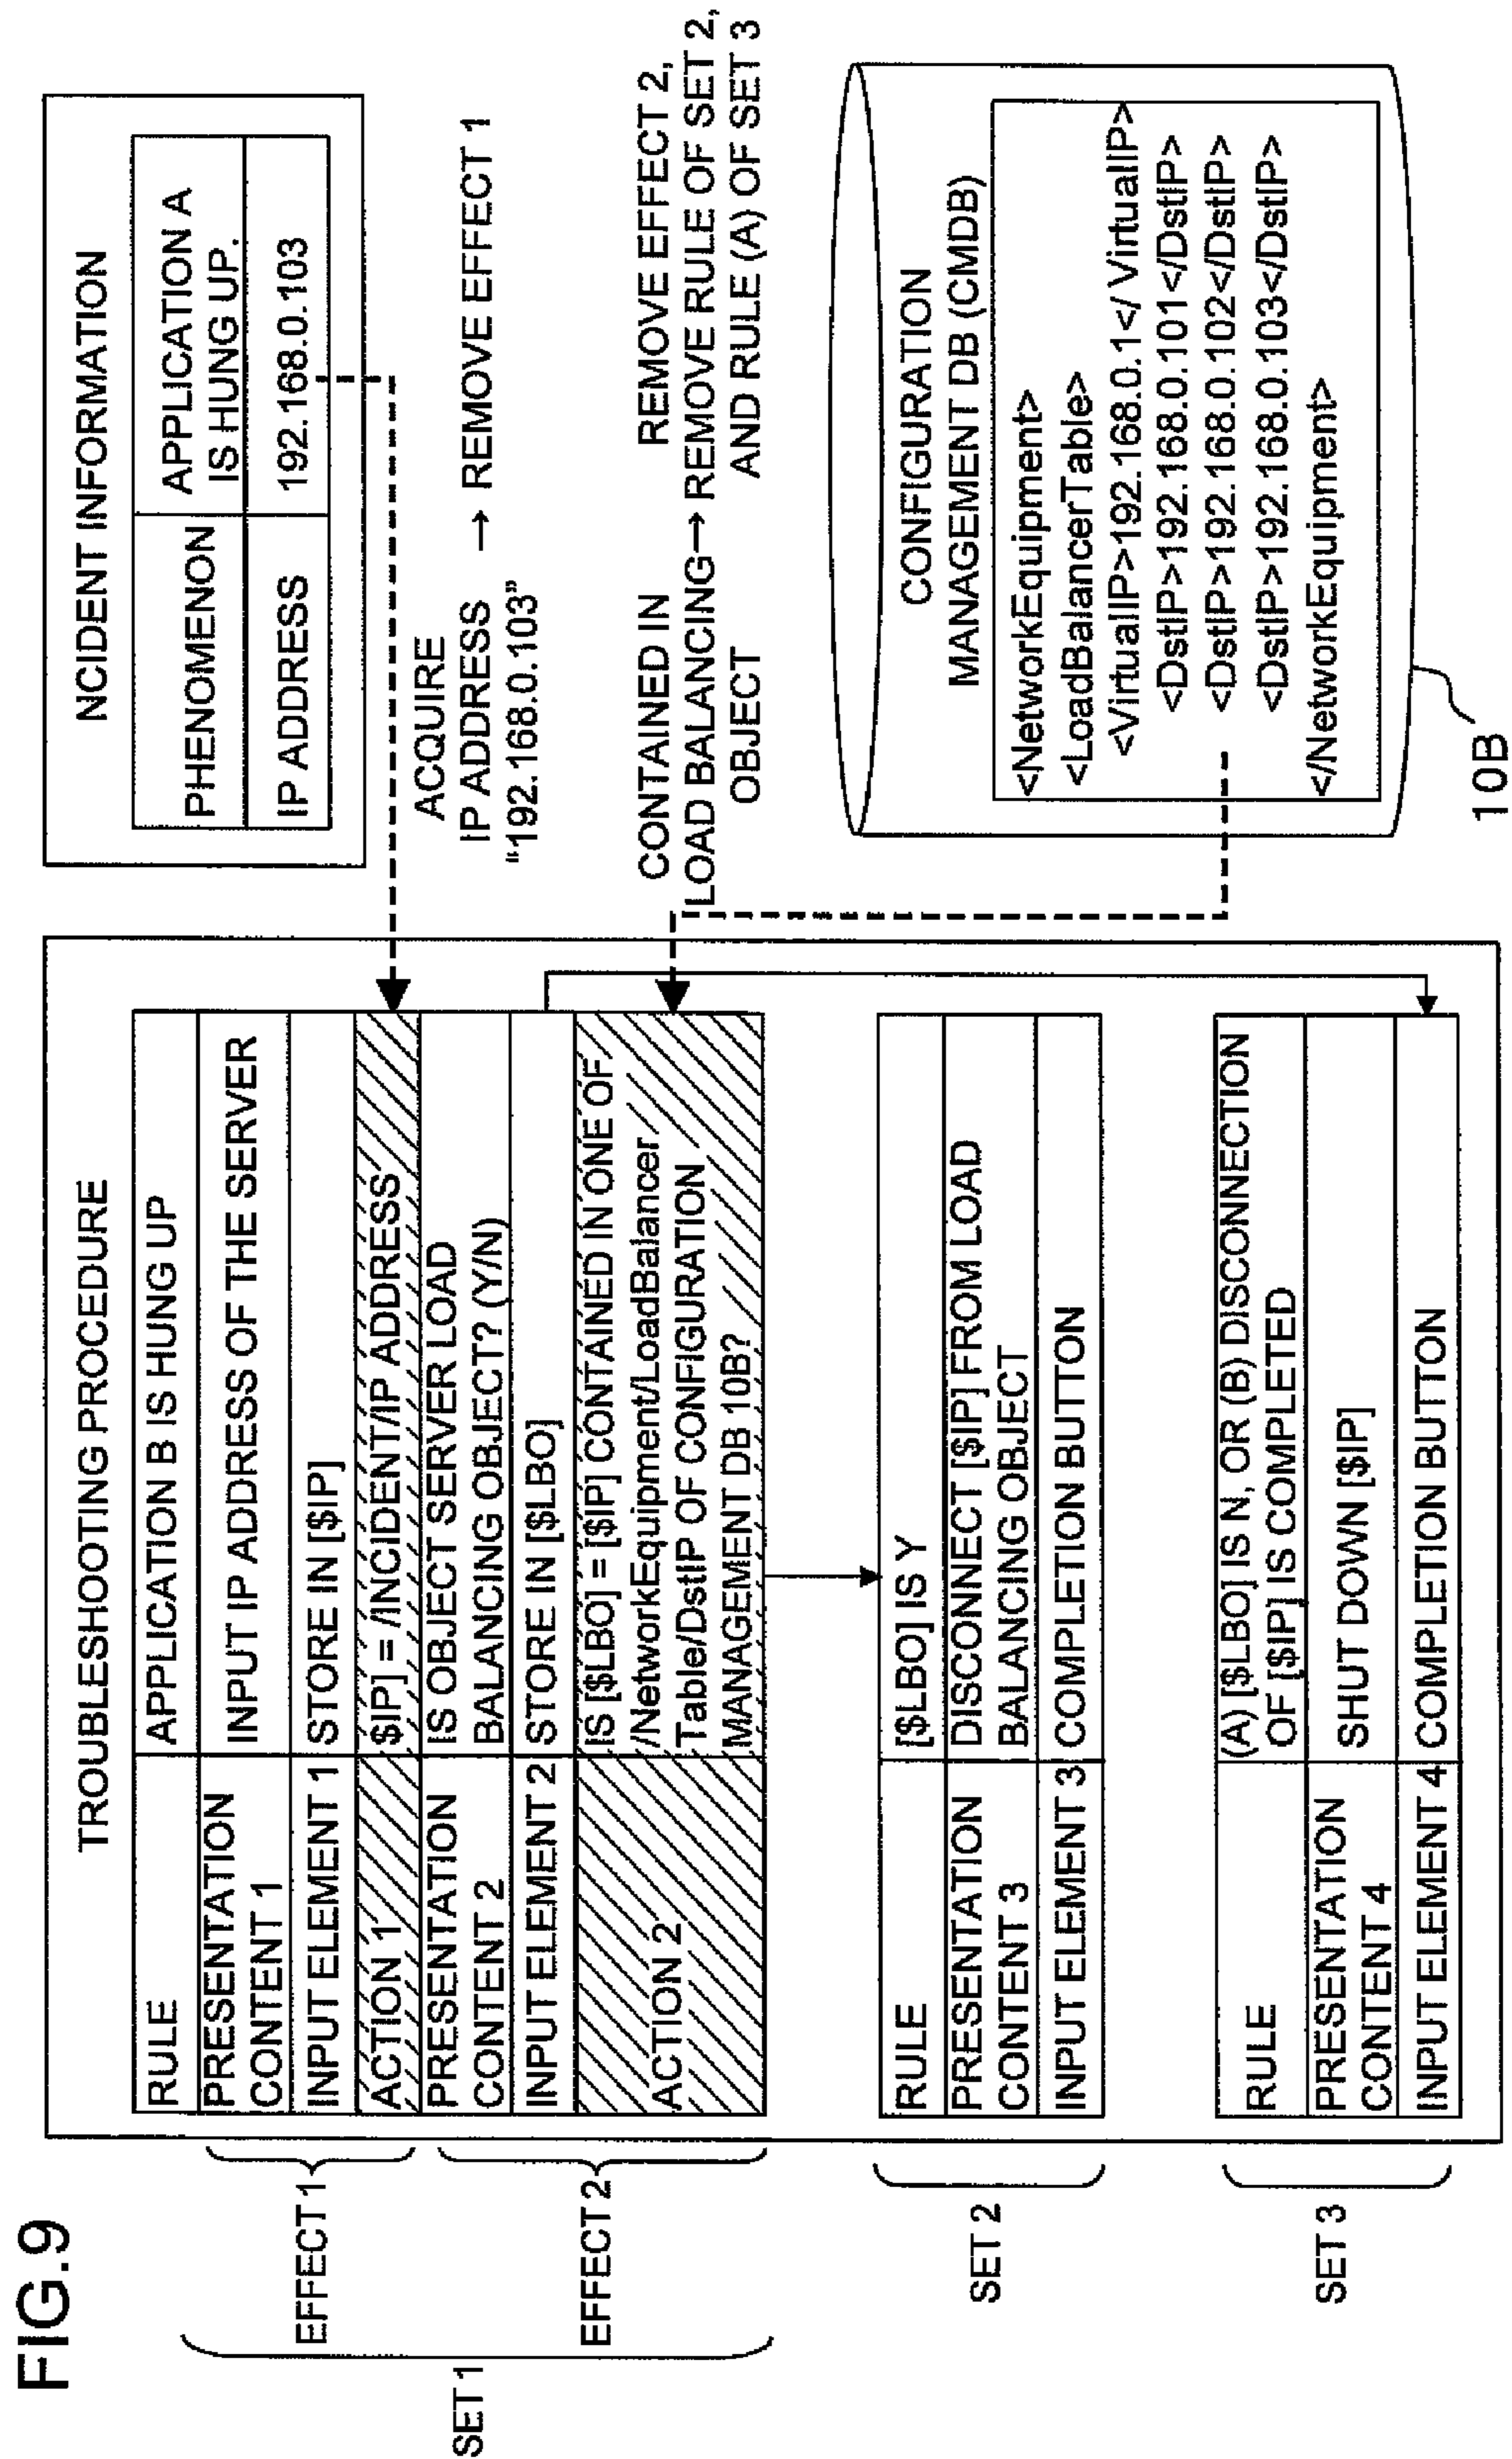 FIG.9
TROUBLESHOOTING PROCEDURE
RULE
APPLICATION B IS HUNG UP
PRESENTATION
CONTENT 1
INPUT IP ADDRESS OF THE SERVER
INPUT ELEMENT 1
STORE IN [$IP]
ACTION 1
$IP] = /INCIDENT/IP ADDRESS
PRESENTATION
CONTENT 2
IS OBJECT SERVER LOAD
BALANCING OBJECT? (Y/N)
INPUT ELEMENT 2
STORE IN [$LBO]
ACTION 2
IS [$LBO] = [$IP] CONTAINED IN ONE OF
/NetworkEquipment/LoadBalancer
Table/DstIP OF CONFIGURATION
MANAGEMENT DB 10B?
EFFECT 1
EFFECT 2
SET 1
RULE
[$LBO] IS Y
PRESENTATION
CONTENT 3
DISCONNECT [$IP] FROM LOAD
BALANCING OBJECT
INPUT ELEMENT 3
COMPLETION BUTTON
SET 2
RULE
(A) [$LBO] IS N, OR (B) DISCONNECTION
OF [$IP] IS COMPLETED
PRESENTATION
CONTENT 4
SHUT DOWN [$IP]
INPUT ELEMENT 4
COMPLETION BUTTON
SET 3
NCIDENT INFORMATION
PHENOMENON
APPLICATION A
IS HUNG UP.
IP ADDRESS
192.168.0.103
ACQUIRE
IP ADDRESS → REMOVE EFFECT 1
"192.168.0.103"
CONTAINED IN
LOAD BALANCING→
OBJECT
REMOVE EFFECT 2,
REMOVE RULE OF SET 2,
AND RULE (A) OF SET 3
CONFIGURATION
MANAGEMENT DB (CMDB)
<NetworkEquipment>
<LoadBalancerTable>
<VirtualIP>192.168.0.1</ VirtualIP>
<DstIP>192.168.0.101</DstIP>
<DstIP>192.168.0.102</DstIP>
<DstIP>192.168.0.103</DstIP>
</NetworkEquipment>
10B